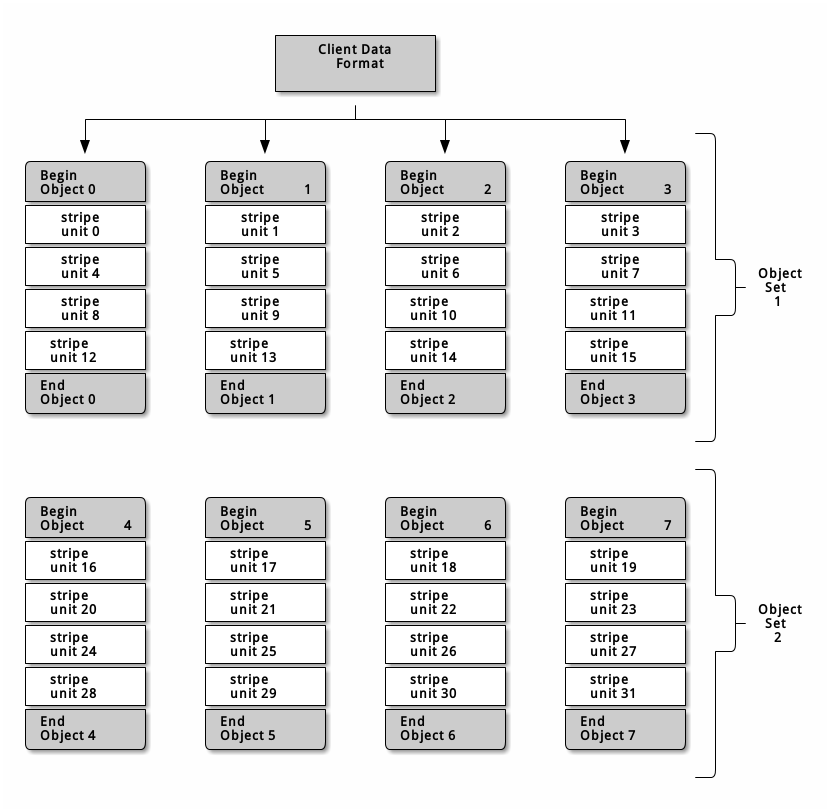 Client Data
Format
Begin
Object 0
stripe
unit 0
stripe
unit 4
stripe
unit 8
stripe
unit 12
End
Object 0
Begin
Object 1
stripe
unit 1
stripe
unit 5
stripe
unit 9
stripe
unit 13
End
Object 1
Begin
Object 2
stripe
unit 2
stripe
unit 6
stripe
unit 10
stripe
unit 14
End
Object 2
Begin
Object 3
stripe
unit 3
stripe
unit 7
stripe
unit 11
stripe
unit 15
End
Object 3
Object
Set
1
Begin
Object 4
stripe
unit 16
stripe
unit 20
stripe
unit 24
stripe
unit 28
End
Object 4
Begin
Object 5
stripe
unit 17
stripe
unit 21
stripe
unit 25
stripe
unit 29
End
Object 5
Begin
Object 6
stripe
unit 18
stripe
unit 22
stripe
unit 26
stripe
unit 30
End
Object 6
Begin
Object 7
stripe
unit 19
stripe
unit 23
stripe
unit 27
stripe
unit 31
End
Object 7
Object
Set
2